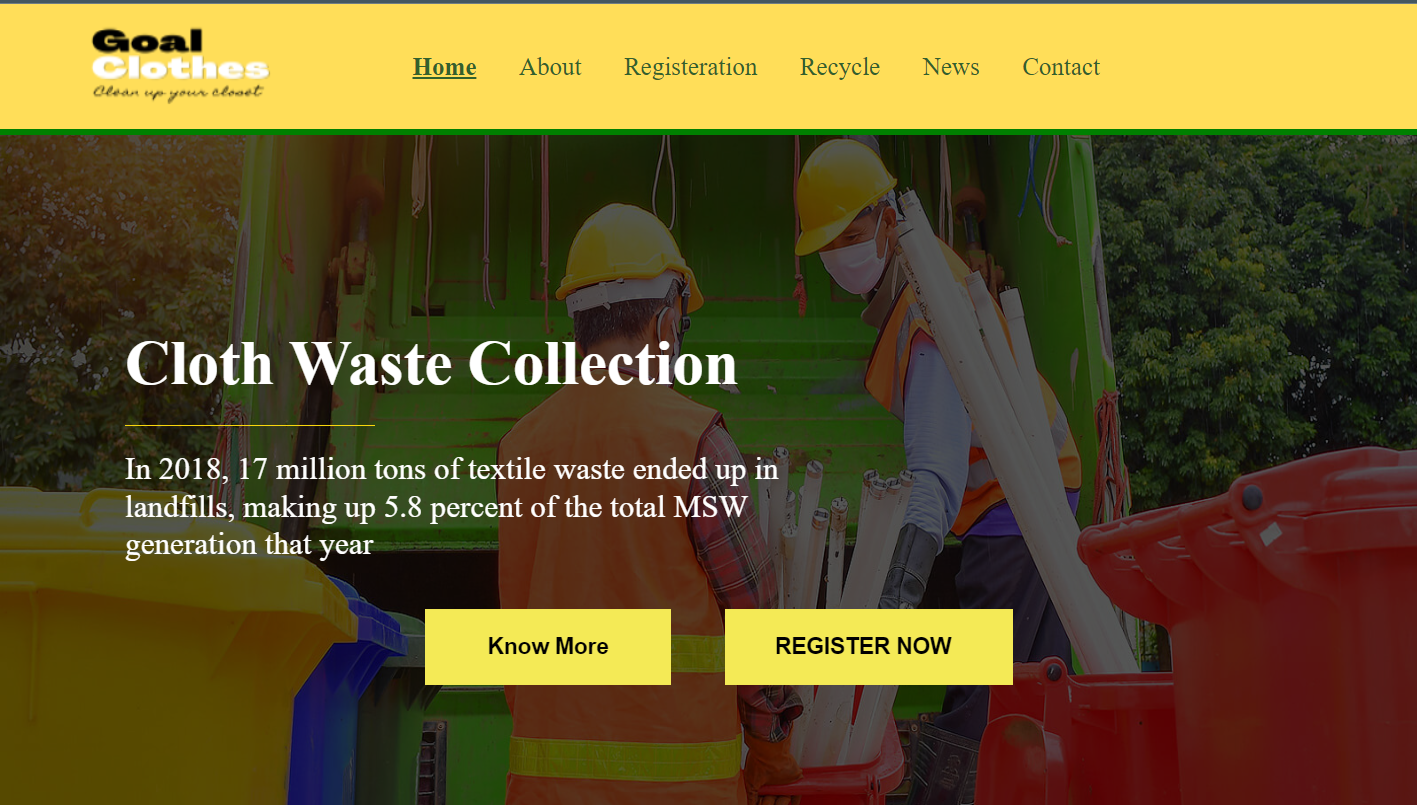 Goal
Clothes
Clean up your closet
Home About Registeration Recycle News Contact
Cloth Waste Collection
In 2018, 17 million tons of textile waste ended up in
landfills, making up 5.8 percent of the total MSW
generation that year
Know More REGISTER NOW